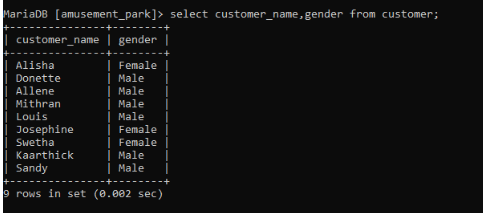 MariaDB [amusement_park]> select customer_name,gender from customer;
+---------------+--------+
| customer_name | gender |
+---------------+--------+
| Alisha        | Female |
| Donette       | Male   |
| Allene        | Male   |
| Mithran       | Male   |
| Louis         | Male   |
| Josephine     | Female |
| Swetha        | Female |
| Kaarthick     | Male   |
| Sandy         | Male   |
+---------------+--------+
9 rows in set (0.002 sec)